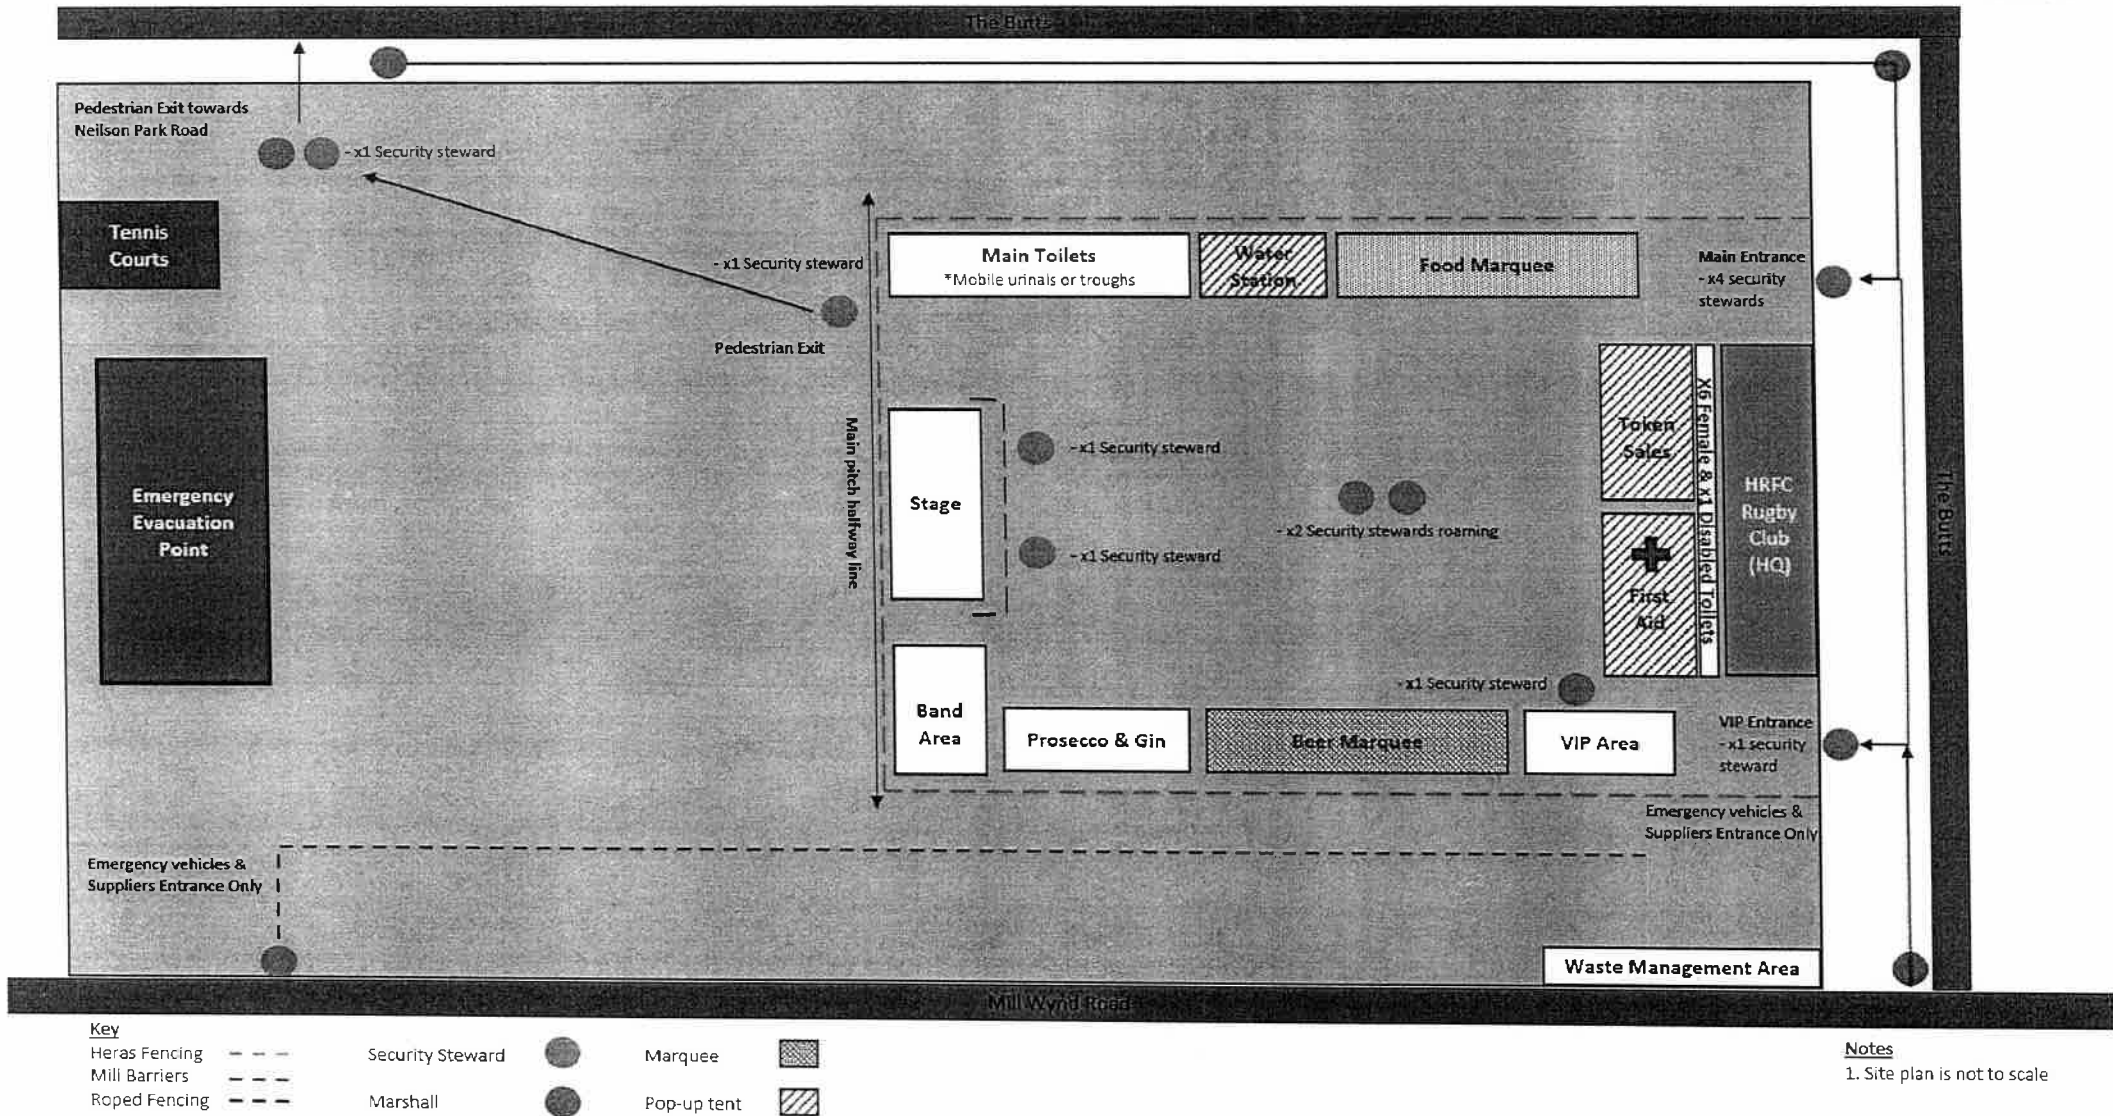 The Butts
Pedestrian Exit towards
Neilson Park Road
- x1 Security steward
Tennis
Courts
- x1 Security steward
Main Toilets
*Mobile urinals or troughs
Water
Station
Food Marquee
Main Entrance
- x4 security
stewards
Pedestrian Exit
Emergency
Evacuation
Point
Main pitch halfway line
Stage
- x1 Security steward
- x1 Security steward
- x2 Security stewards roaming
Token
Sales
X6 Female & x1 Disabled Toilets
HRFC
Rugby
Club
(HQ)
The Butts
First
Aid
- x1 Security steward
Band
Area
Prosecco & Gin
Beer Marquee
VIP Area
VIP Entrance
- x1 security
steward
Emergency vehicles &
Suppliers Entrance Only
Emergency vehicles &
Suppliers Entrance Only
Waste Management Area
Mill Wynd Road
Key
Heras Fencing
Mill Barriers
Roped Fencing
Security Steward
Marshall
Marquee
Pop-up tent
Notes
1. Site plan is not to scale